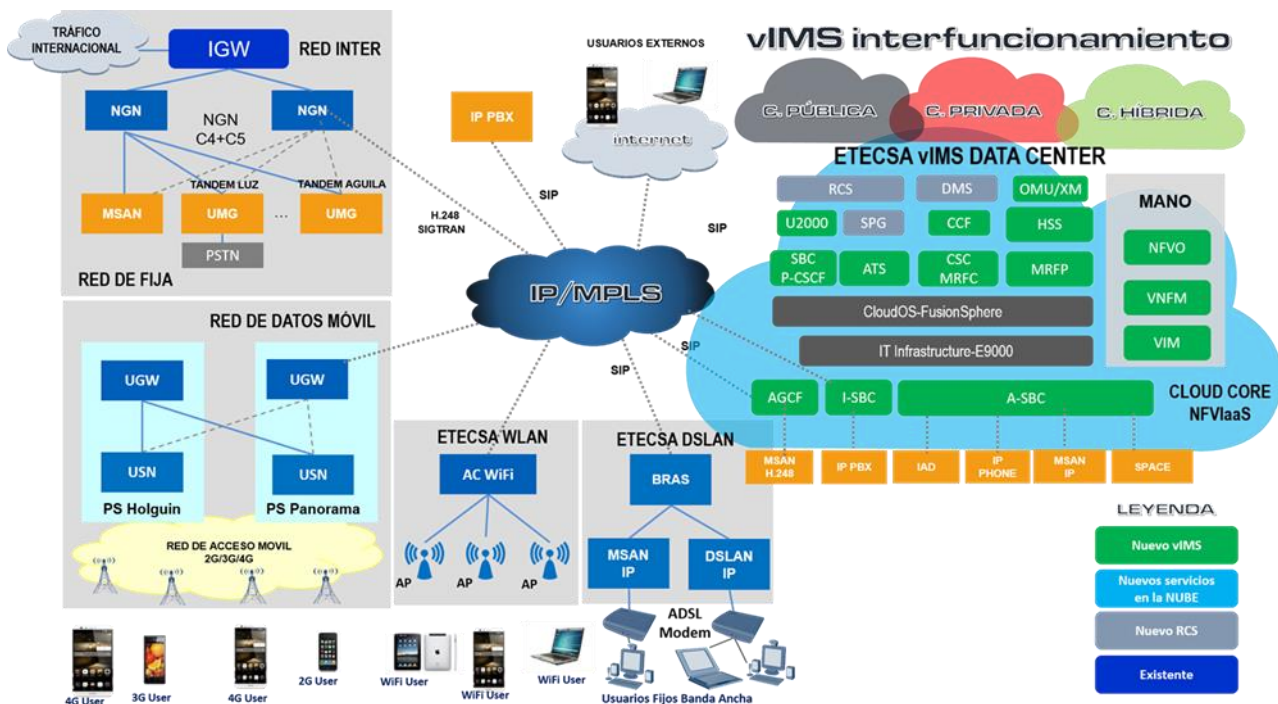 TRÁFICO
INTERNACIONAL
IGW
RED INTER
NGN
NGN
NGN
C4+C5
TANDEM LUZ
TANDEM AGUILA
MSAN
UMG
...
UMG
PSTN
RED DE FIJA
H.248
SIGTRAN
IP PBX
SIP
USUARIOS EXTERNOS
internet
SIP
IP/MPLS
SIP
SIP
vIMS interfuncionamiento
C. PÚBLICA
C. PRIVADA
C. HÍBRIDA
ETECSA vIMS DATA CENTER
RCS
DMS
OMU/XM
U2000
SPG
CCF
HSS
SBC
P-CSCF
ATS
CSC
MRFC
MRFP
CloudOS-FusionSphere
IT Infrastructure-E9000
MANO
NFVO
VNFM
VIM
AGCF
I-SBC
A-SBC
CLOUD CORE
NFVIaaS
MSAN
H.248
IP PBX
IAD
IP
PHONE
MSAN
IP
SPACE
RED DE DATOS MÓVIL
UGW
UGW
USN
USN
PS Holguin
PS Panorama
RED DE ACCESO MOVIL
2G/3G/4G
ETECSA WLAN
AC WiFi
AP
AP
AP
ETECSA DSLAN
BRAS
MSAN
IP
DSLAN
IP
ADSL
Modem
4G User
3G User
4G User
2G User
WiFi User
WiFi User
WiFi User
Usuarios Fijos Banda Ancha
LEYENDA
Nuevo vIMS
Nuevos servicios
en la NUBE
Nuevo RCS
Existente